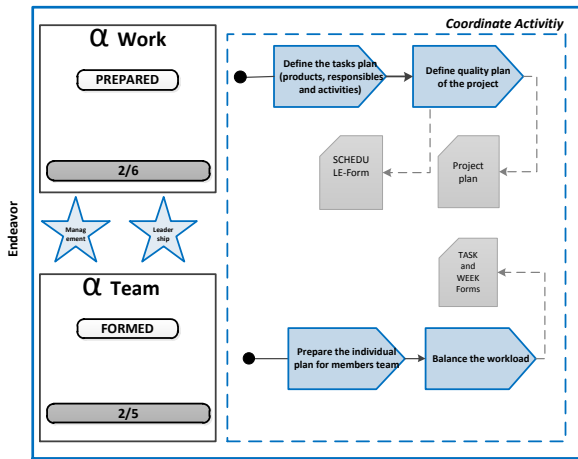 Coordinate Activitiy
α Work
PREPARED
2/6
Define the tasks plan
(products, responsibles
and activities)
Define quality plan
of the project
SCHEDU
LE-Form
Project
plan
Endeavor
Manag
ement
Leader
ship
α Team
FORMED
2/5
TASK
and
WEEK
Forms
Prepare the individual
plan for members team
Balance the workload